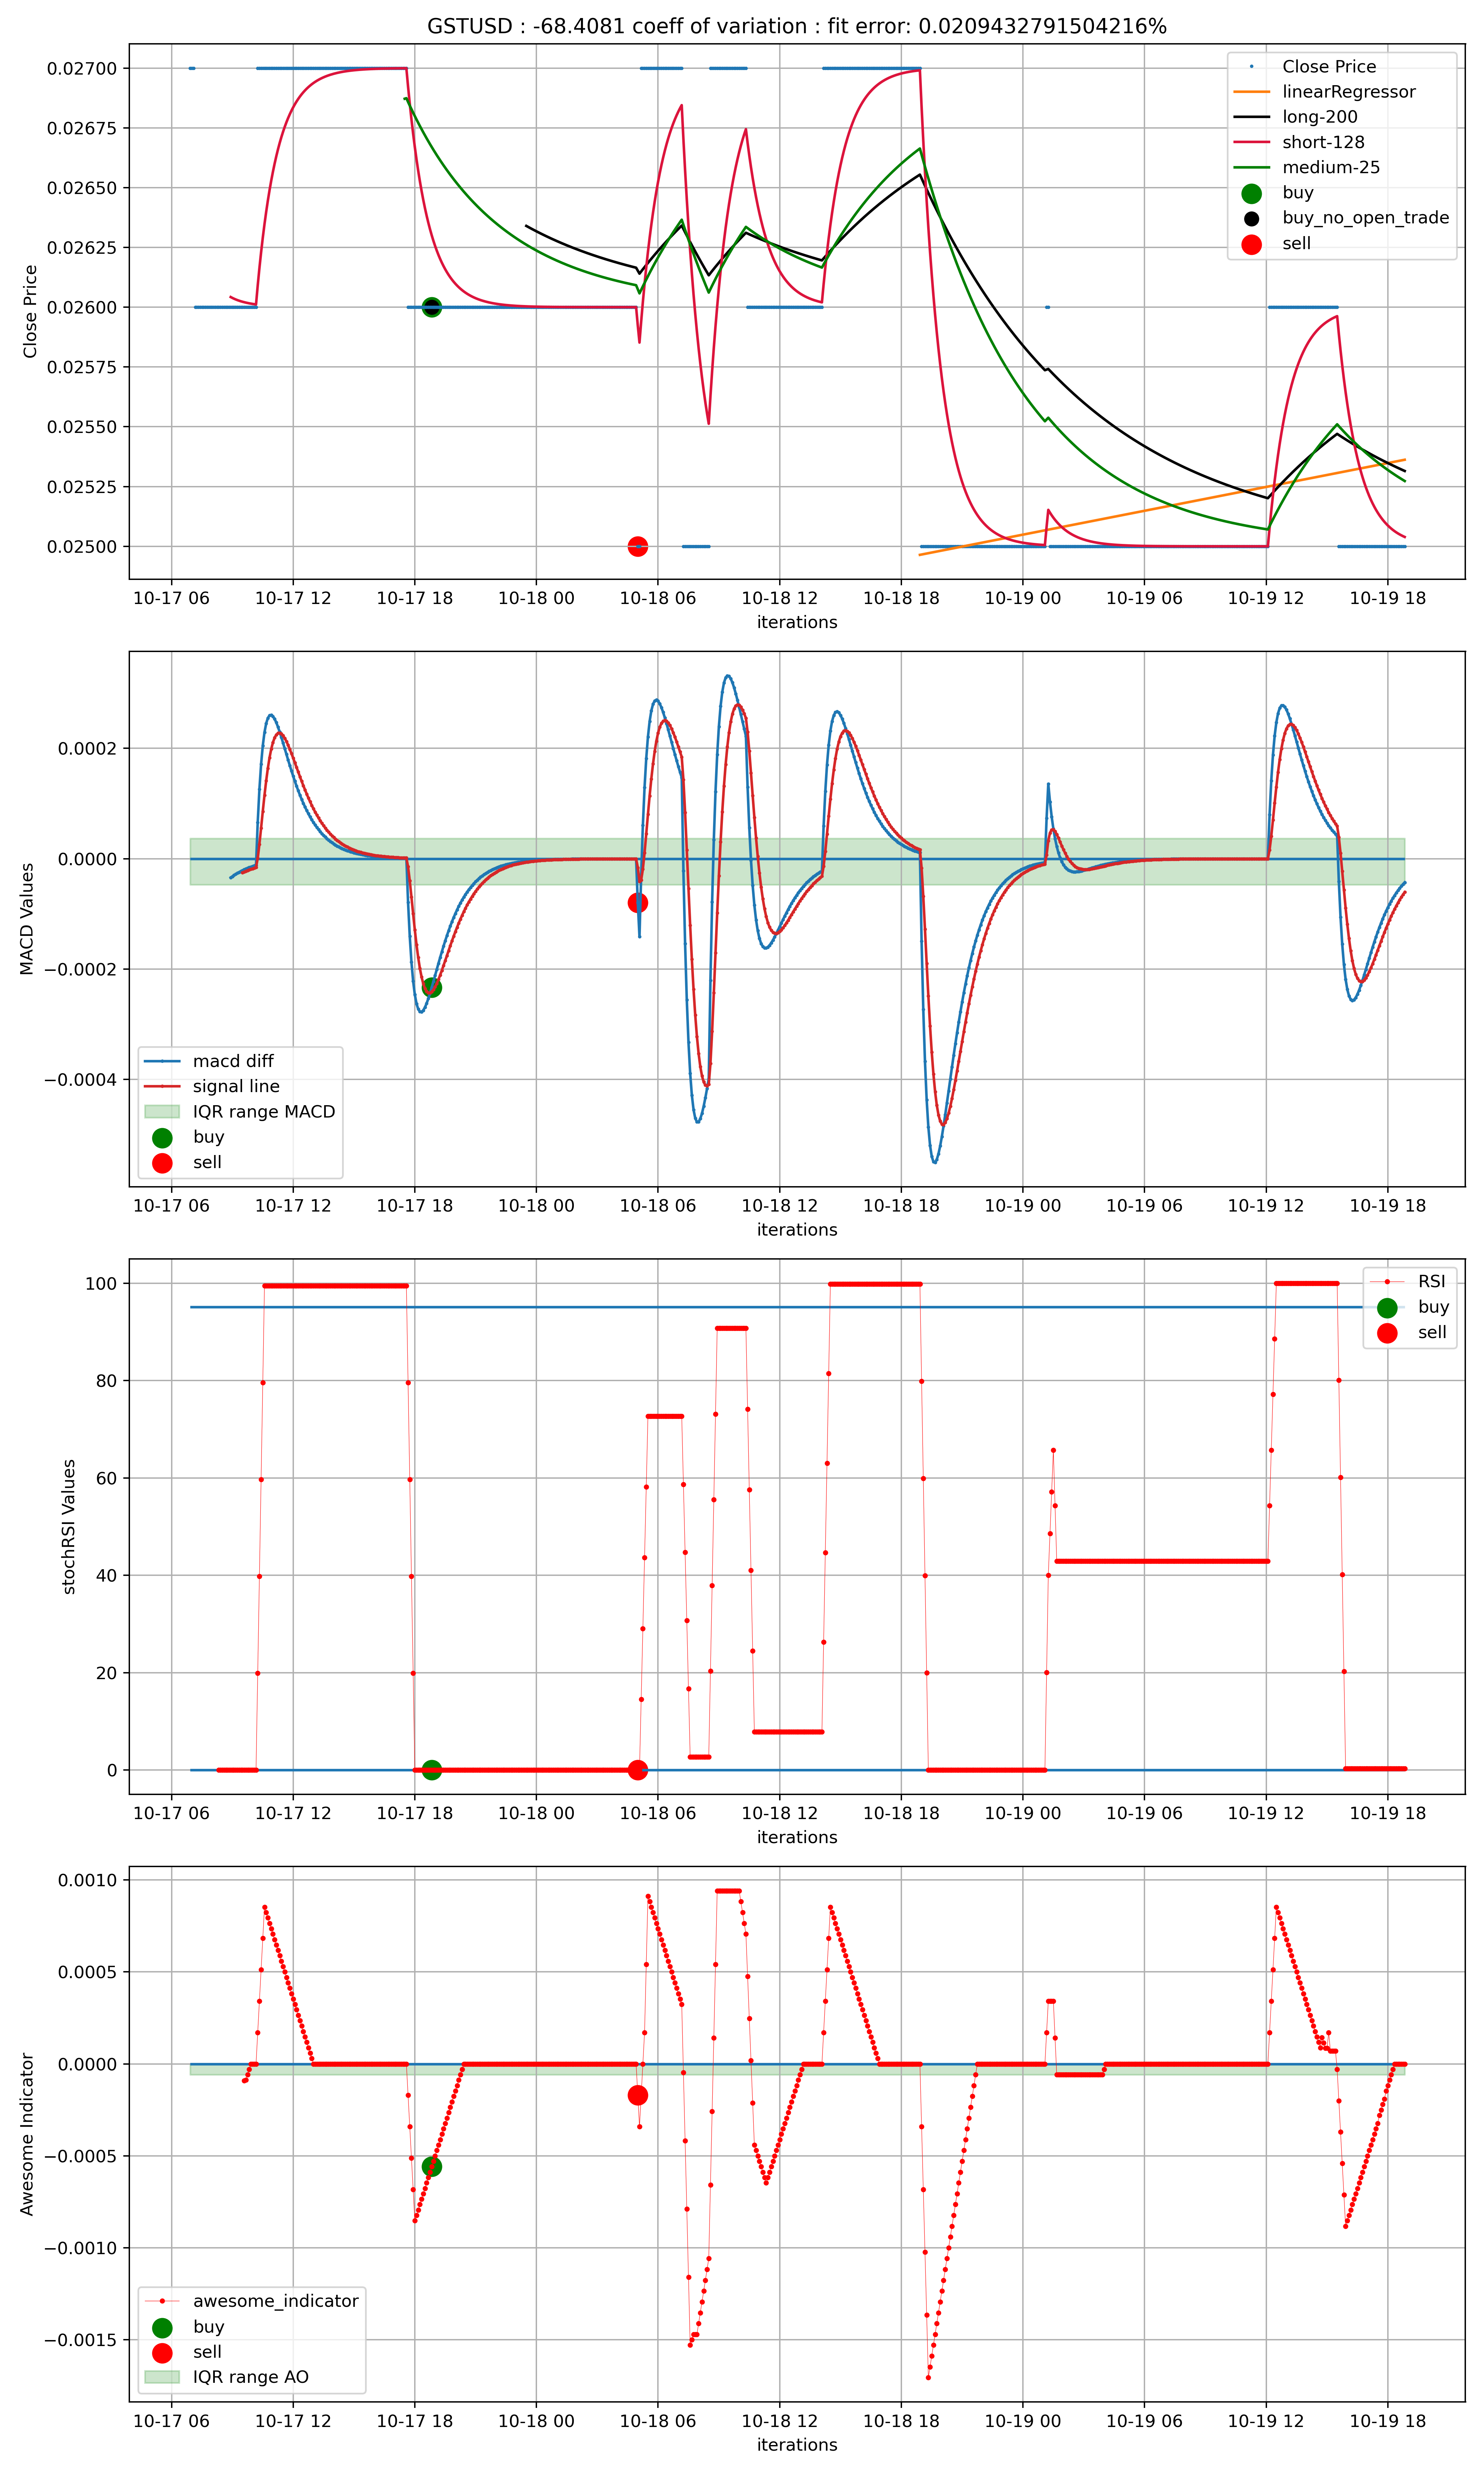 GSTUSD : -68.4081 coeff of variation : fit error: 0.0209432791504216%
Close Price
0.02700
0.02675
0.02650
0.02625
0.02600
0.02575
0.02550
0.02525
0.02500
Close Price
linearRegressor
long-200
short-128
medium-25
buy
buy_no_open_trade
sell
10-17 06 10-17 12 10-17 18 10-18 00 10-18 06 10-18 12 10-18 18 10-19 00 10-19 06 10-19 12 10-19 18
iterations
MACD Values
0.0002
0.0000
−0.0002
−0.0004
macd diff
signal line
IQR range MACD
buy
sell
10-17 06 10-17 12 10-17 18 10-18 00 10-18 06 10-18 12 10-18 18 10-19 00 10-19 06 10-19 12 10-19 18
iterations
stochRSI Values
100
80
60
40
20
0
RSI
buy
sell
10-17 06 10-17 12 10-17 18 10-18 00 10-18 06 10-18 12 10-18 18 10-19 00 10-19 06 10-19 12 10-19 18
iterations
Awesome Indicator
0.0010
0.0005
0.0000
−0.0005
−0.0010
−0.0015
awesome_indicator
buy
sell
IQR range AO
10-17 06 10-17 12 10-17 18 10-18 00 10-18 06 10-18 12 10-18 18 10-19 00 10-19 06 10-19 12 10-19 18
iterations